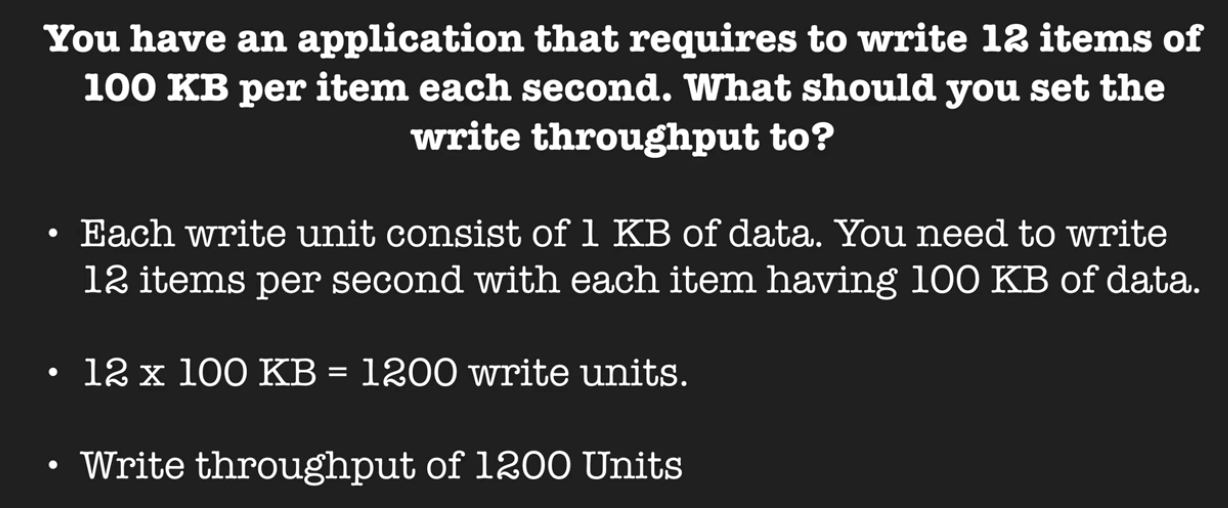 You have an application that requires to write 12 items of
100 KB per item each second. What should you set the
write throughput to?
• Each write unit consist of 1 KB of data. You need to write
12 items per second with each item having 100 KB of data.
• 12 x 100 KB = 1200 write units.
• Write throughput of 1200 Units